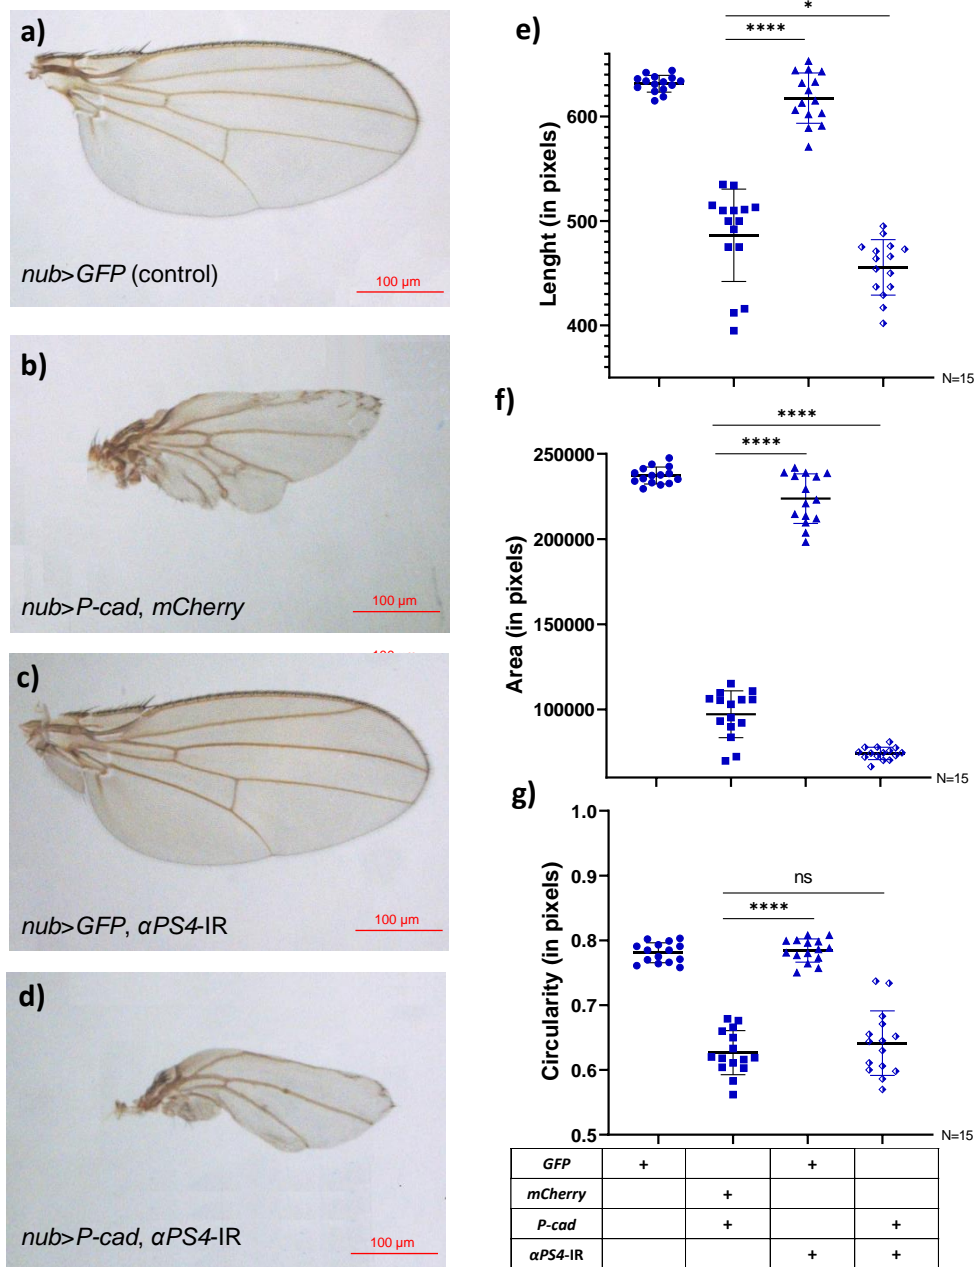 a)
nub>GFP (control)
100 µm
b)
nub>P-cad, mCherry
100 µm
c)
nub>GFP, αPS4-IR
100 µm
d)
nub>P-cad, αPS4-IR
100 µm
e)
*
****
Lenght (in pixels)
600
500
400
N=15
f)
****
****
Area (in pixels)
250000
200000
150000
100000
N=15
g)
ns
****
Circularity (in pixels)
1.0
0.9
0.8
0.7
0.6
0.5
N=15
GFP + +
mCherry +
P-cad + +
αPS4-IR + +